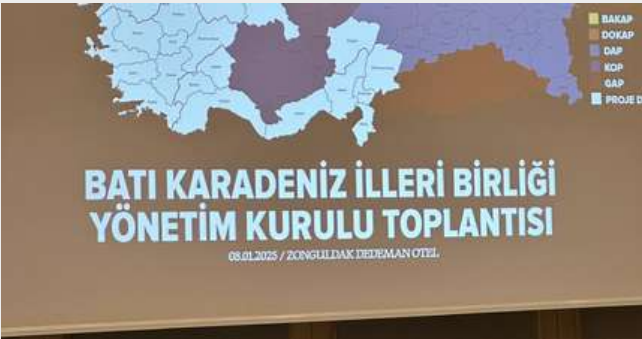 BAKAP
DOKAP
DAP
KOP
GAP
PROJE D
BATI KARADENİZ İLLERİ BİRLİĞİ
YÖNETİM KURULU TOPLANTISI
08.01.2025 / ZONGULDAK DEDEMAN OTEL